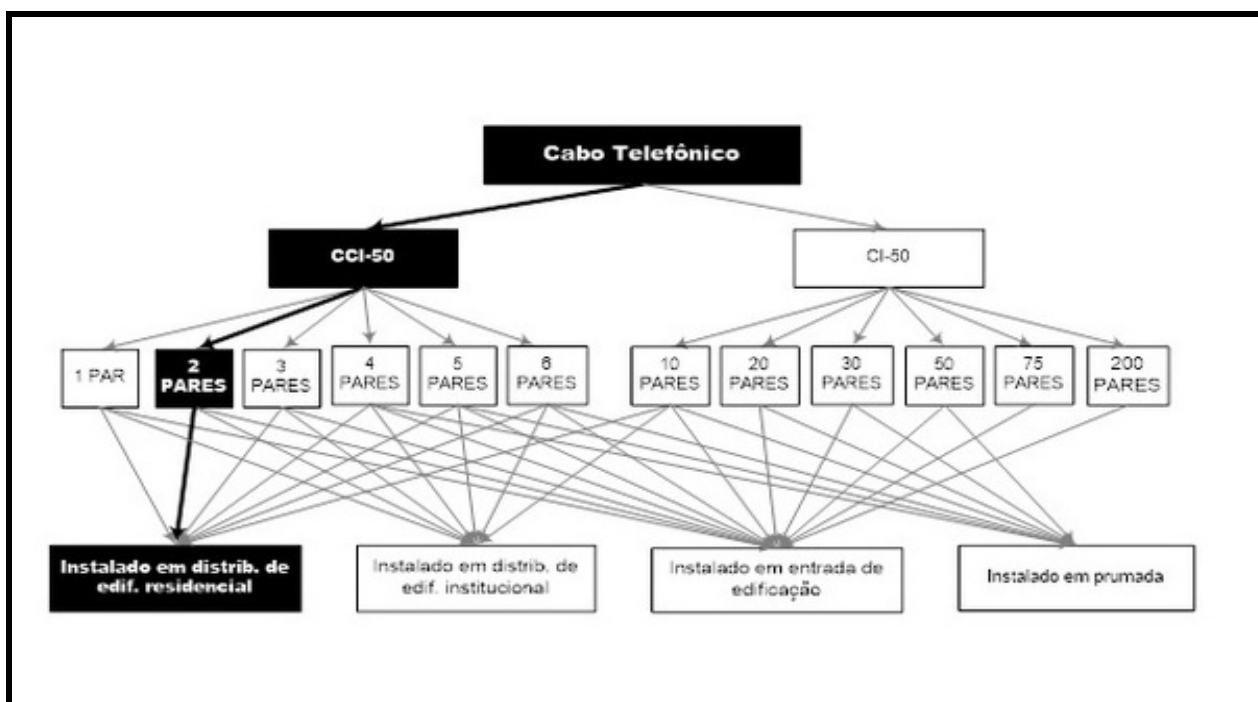 Cabo Telefônico
CCI-50
CI-50
1 PAR
2
PARES
3
PARES
4
PARES
5
PARES
6
PARES
10
PARES
20
PARES
30
PARES
50
PARES
75
PARES
200
PARES
Instalado em distrib. de
edif. residencial
Instalado em distrib. de
edif. institucional
Instalado em entrada de
edificação
Instalado em prumada